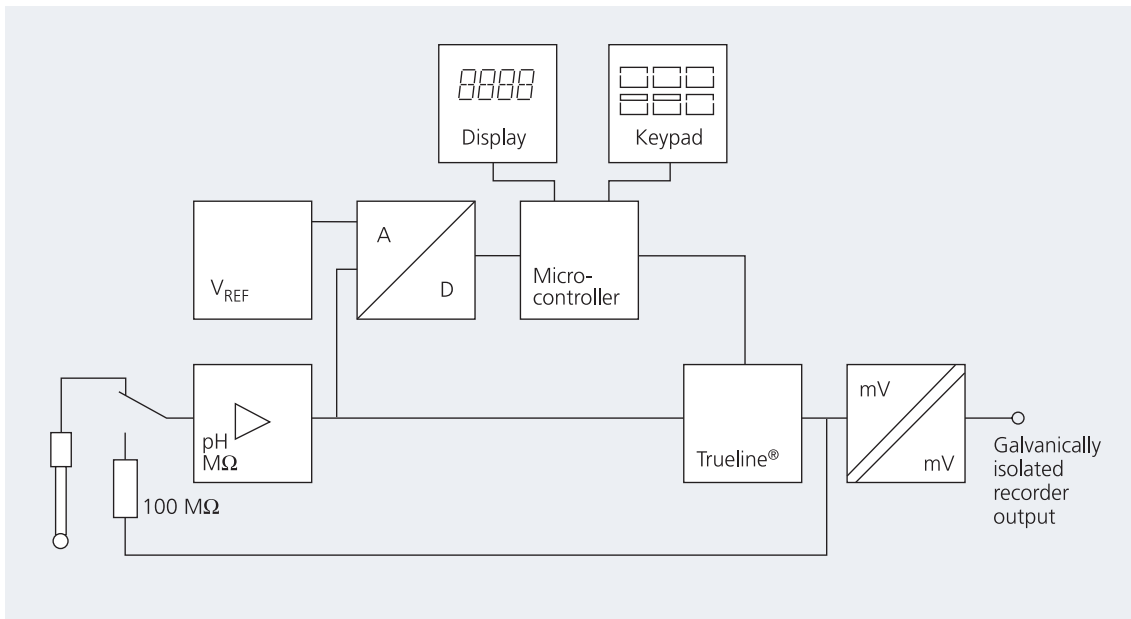 8888
Display
Keypad
V_REF
A
D
Micro-
controller
pH
MΩ
100 MΩ
Trueline®
mV
mV
Galvanically
isolated
recorder
output